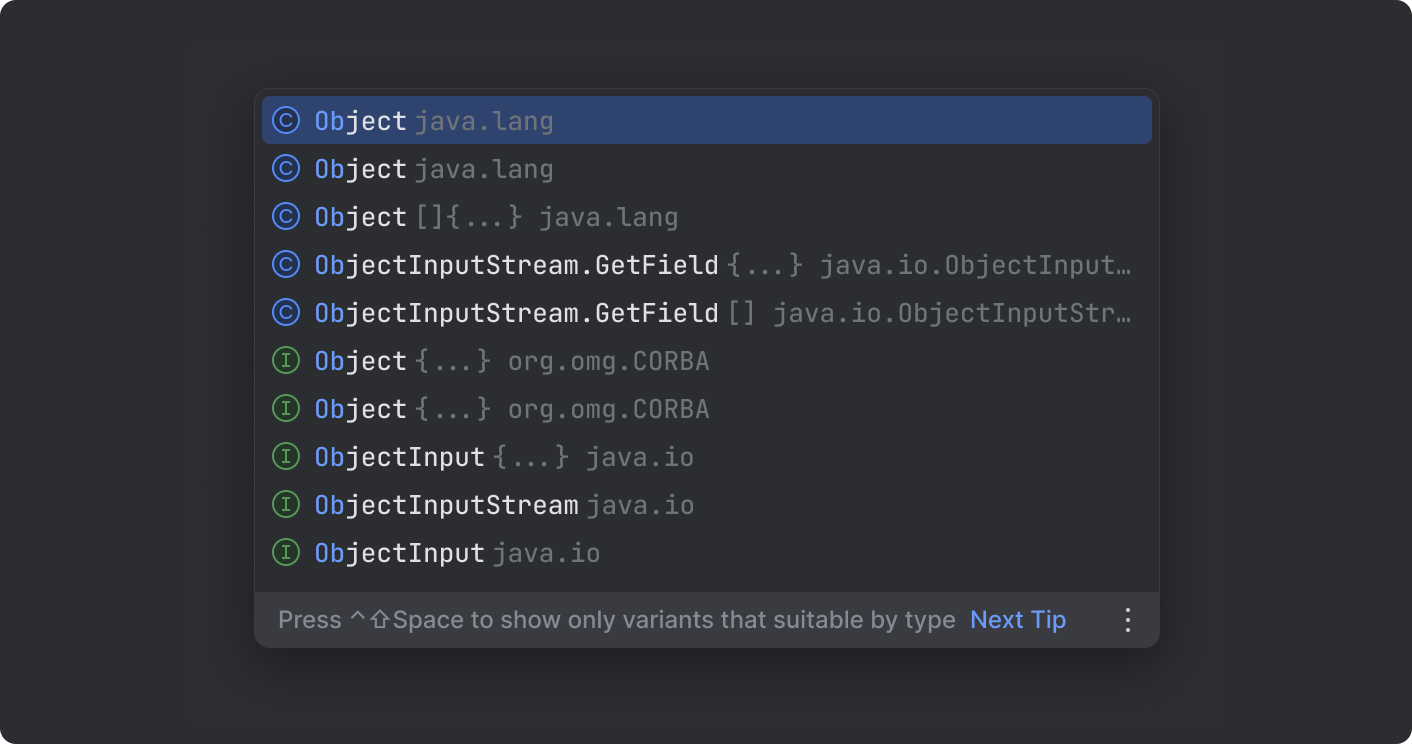 C Object java.lang
C Object java.lang
C Object []{...} java.lang
C ObjectInputStream.GetField {...} java.io.ObjectInput…
C ObjectInputStream.GetField [] java.io.ObjectInputStr…
I Object {...} org.omg.CORBA
I Object {...} org.omg.CORBA
I ObjectInput {...} java.io
I ObjectInputStream java.io
I ObjectInput java.io
Press ^⇧Space to show only variants that suitable by type Next Tip